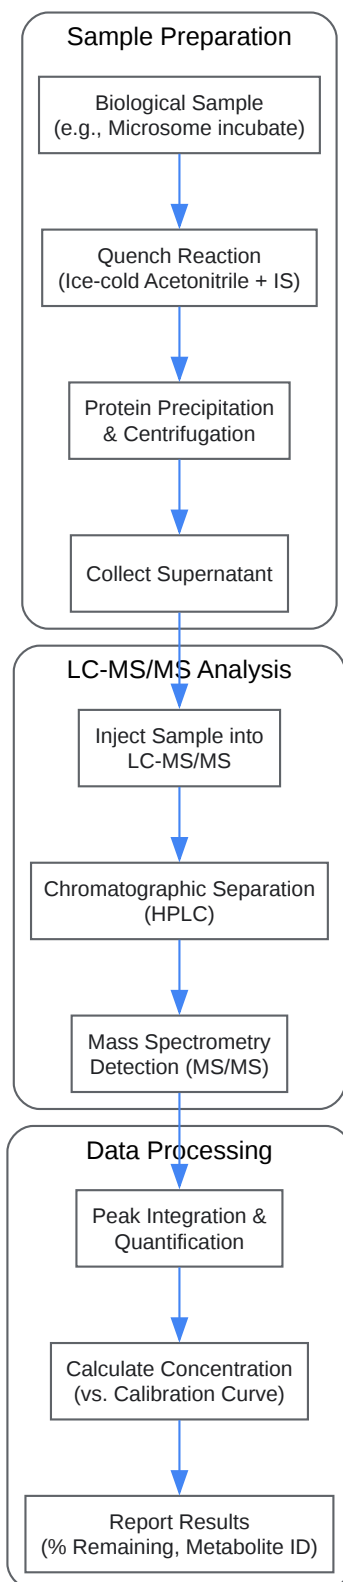 Sample Preparation
Biological Sample
(e.g., Microsome incubate)
Quench Reaction
(Ice-cold Acetonitrile + IS)
Protein Precipitation
& Centrifugation
Collect Supernatant
LC-MS/MS Analysis
Inject Sample into
LC-MS/MS
Chromatographic Separation
(HPLC)
Mass Spectrometry
Detection (MS/MS)
Data Processing
Peak Integration &
Quantification
Calculate Concentration
(vs. Calibration Curve)
Report Results
(% Remaining, Metabolite ID)